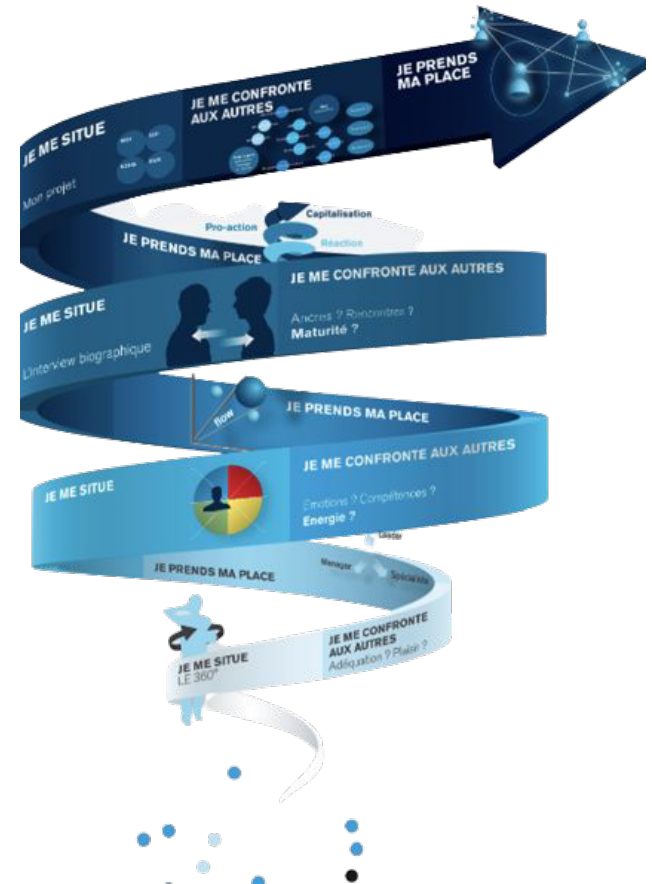 JE PRENDS
MA PLACE
JE ME CONFRONTE
AUX AUTRES
JE ME SITUE
Mon projet
Capitalisation
Pro-action
Réaction
JE PRENDS MA PLACE
JE ME CONFRONTE AUX AUTRES
JE ME SITUE
Ancres ? Rencontres ?
Maturité ?
L'interview biographique
JE PRENDS MA PLACE
flow
JE ME CONFRONTE AUX AUTRES
JE ME SITUE
Emotions ? Compétences ?
Energie ?
Leader
JE PRENDS MA PLACE
Manager
Spécialiste
JE ME CONFRONTE
AUX AUTRES
Adéquation ? Plaisir ?
JE ME SITUE
LE 360°